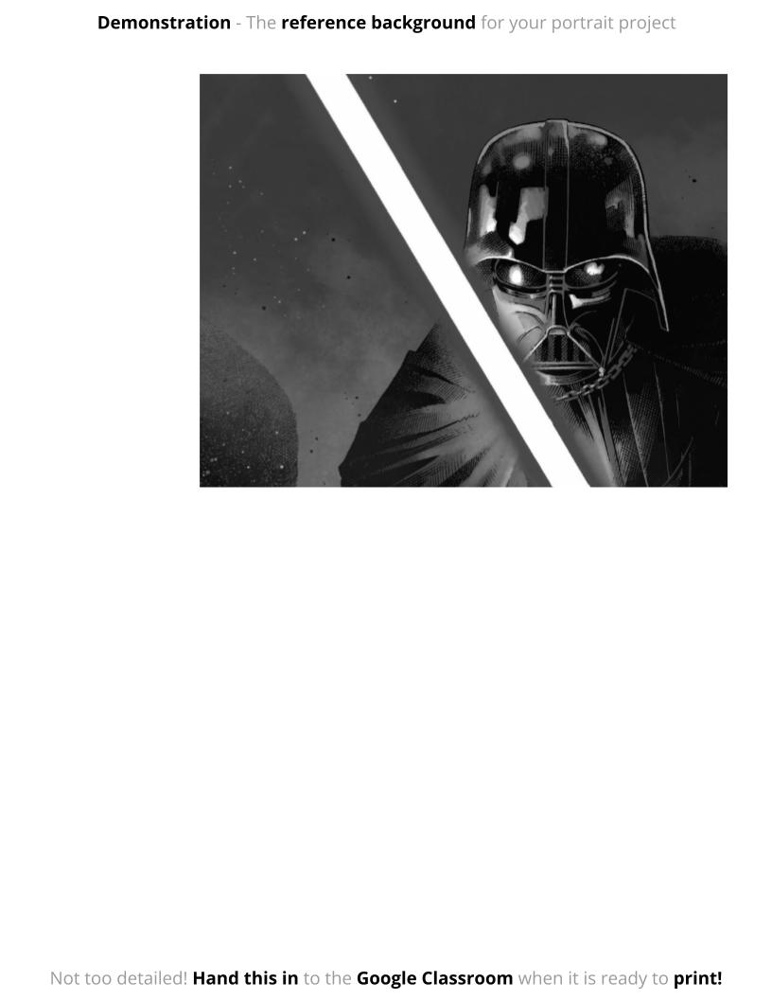 Demonstration - The reference background for your portrait project
Not too detailed! Hand this in to the Google Classroom when it is ready to print!